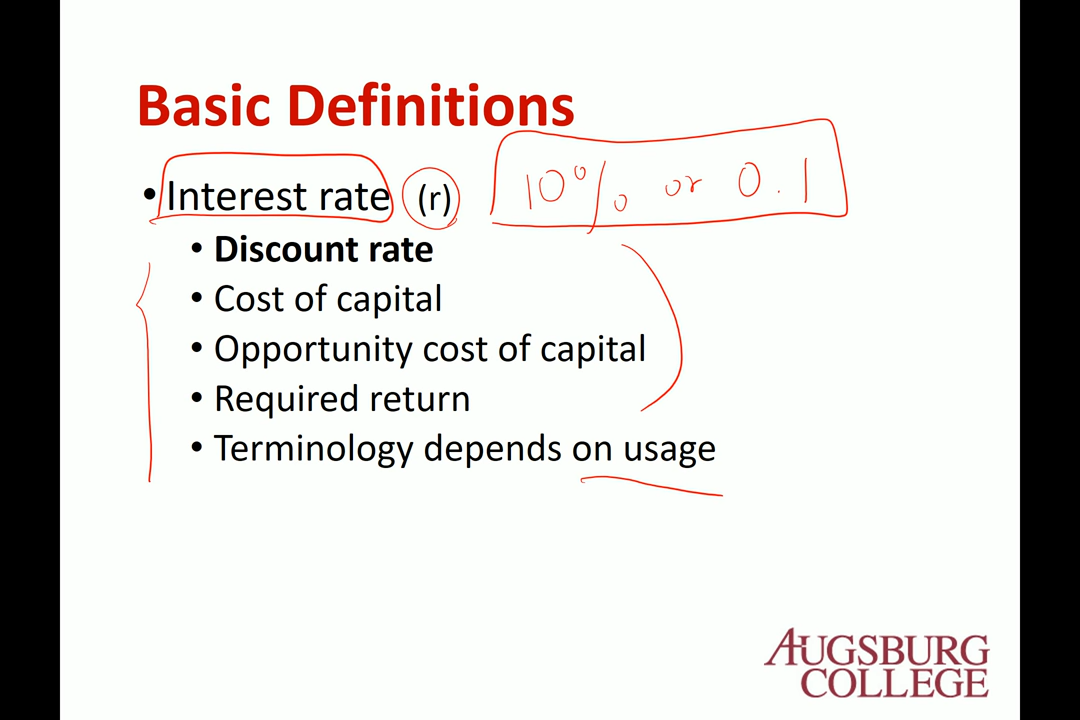 Basic Definitions
• Interest rate (r) 10% or 0.1
• Discount rate
• Cost of capital
• Opportunity cost of capital
• Required return
• Terminology depends on usage
AUGSBURG
COLLEGE